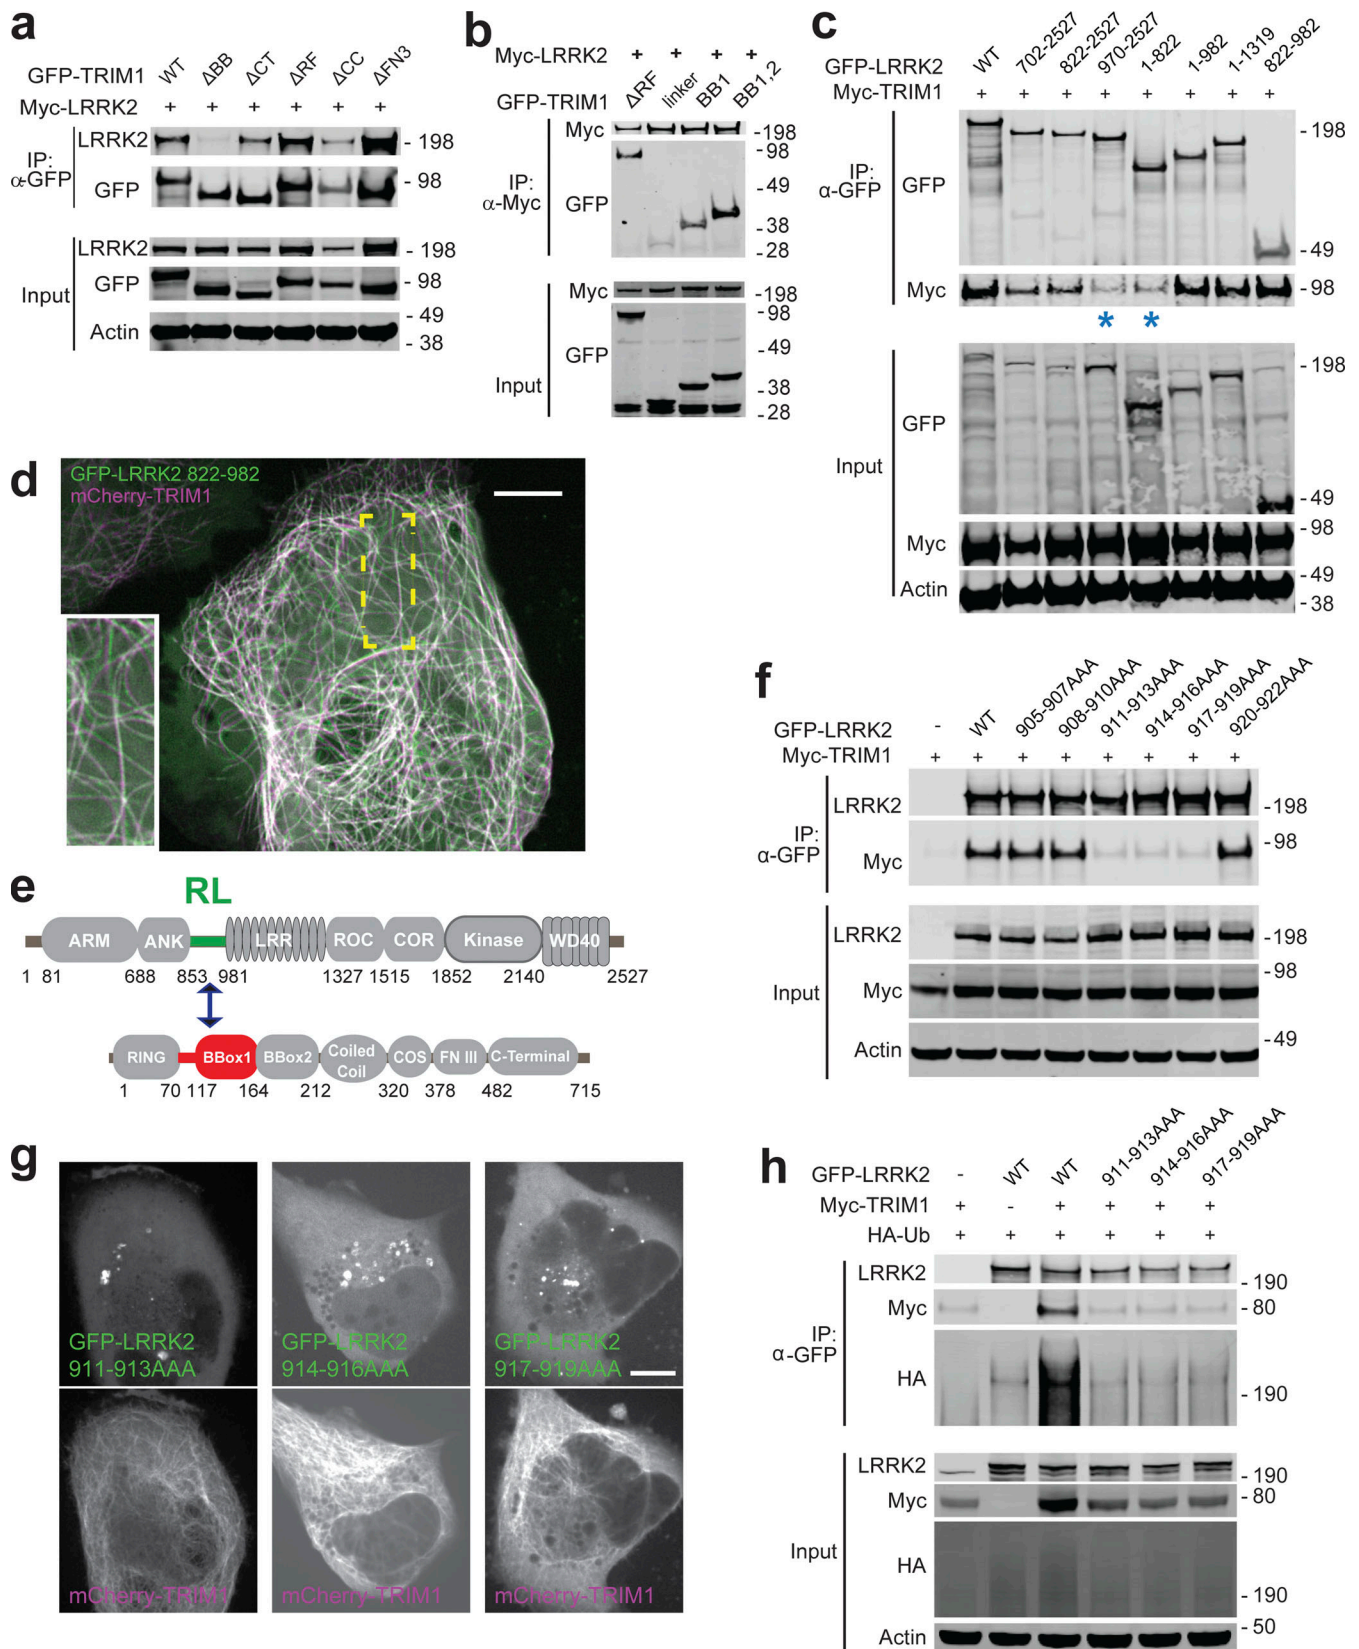 a
GFP-TRIM1 WT ΔBB ΔCT ΔRF ΔCC ΔFN3
Myc-LRRK2 + + + + + +
IP: α-GFP
LRRK2 - 198
GFP - 98
Input
LRRK2 - 198
GFP - 98
- 49
Actin - 38
b
Myc-LRRK2 + + + +
GFP-TRIM1 ΔRF linker BB1 BB1,2
IP: α-Myc
Myc -198
-98
- 49
GFP
- 38
- 28
Input
Myc -198
-98
GFP - 49
- 38
- 28
c
GFP-LRRK2 WT 702-2527 822-2527 970-2527 1-822 1-982 1-1319 822-982
Myc-TRIM1 + + + + + + + +
IP: α-GFP
- 198
GFP
- 49
Myc - 98
* *
Input
- 198
GFP
- 49
- 98
Myc
- 49
Actin - 38
d
GFP-LRRK2 822-982
mCherry-TRIM1
e
RL
ARM ANK LRR ROC COR Kinase WD40
1 81 688 853 981 1327 1515 1852 2140 2527
RING BBox1 BBox2 Coiled Coil COS FN III C-Terminal
1 70 117 164 212 320 378 482 715
f
GFP-LRRK2 - WT 905-907AAA 908-910AAA 911-913AAA 914-916AAA 917-919AAA 920-922AAA
Myc-TRIM1 + + + + + + + +
IP: α-GFP
LRRK2 -198
-98
Myc
Input
LRRK2 -198
-98
Myc
-49
Actin
g
GFP-LRRK2 911-913AAA
GFP-LRRK2 914-916AAA
GFP-LRRK2 917-919AAA
mCherry-TRIM1
mCherry-TRIM1
mCherry-TRIM1
h
GFP-LRRK2 - WT WT 911-913AAA 914-916AAA 917-919AAA
Myc-TRIM1 + - + + + +
HA-Ub + + + + + +
IP: α-GFP
LRRK2 - 190
Myc - 80
HA
- 190
Input
LRRK2 - 190
Myc - 80
HA
- 190
- 50
Actin